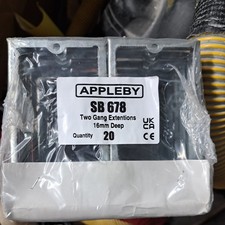 APPLEBY
SB 678
Two Gang Extentions
16mm Deep
Quantity 20
UK
CA
CE